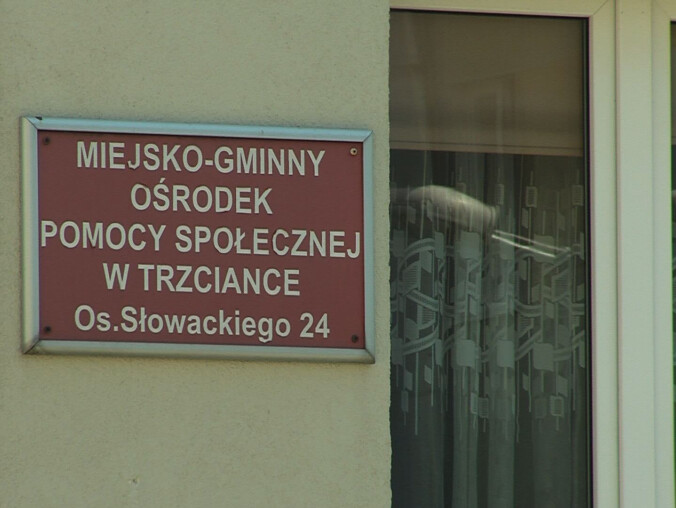 MIEJSKO-GMINNY
OŚRODEK
POMOCY SPOŁECZNEJ
W TRZCIANCE
Os.Słowackiego 24